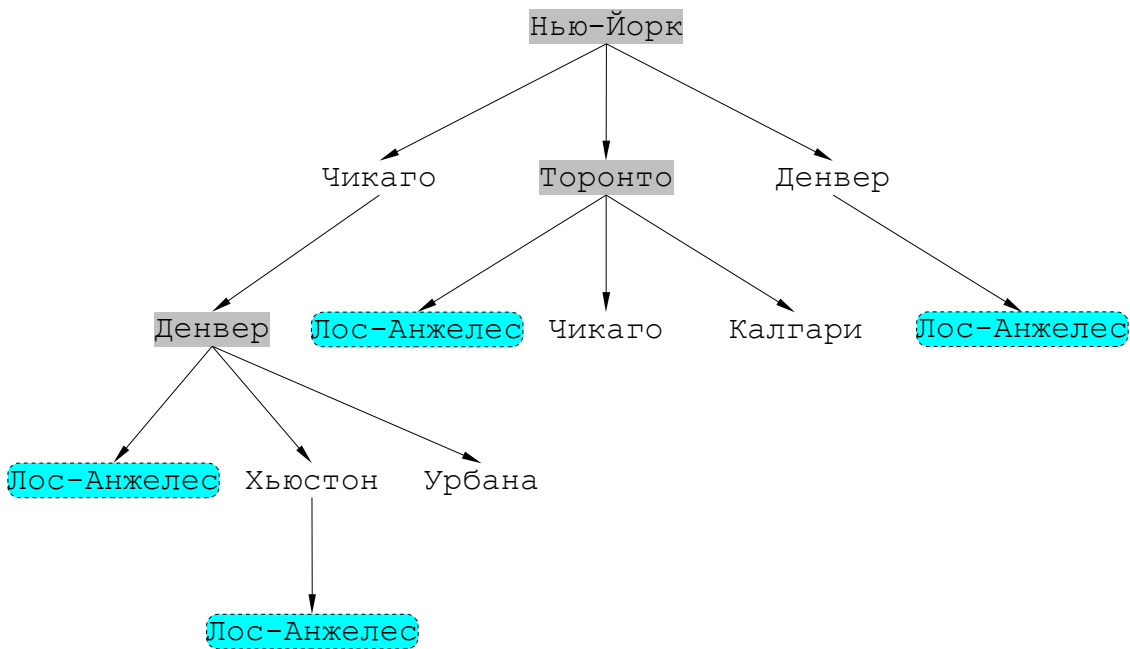 Нью-Йорк
Чикаго
Торонто
Денвер
Денвер
Лос-Анжелес
Чикаго
Калгари
Лос-Анжелес
Лос-Анжелес
Хьюстон
Урбана
Лос-Анжелес